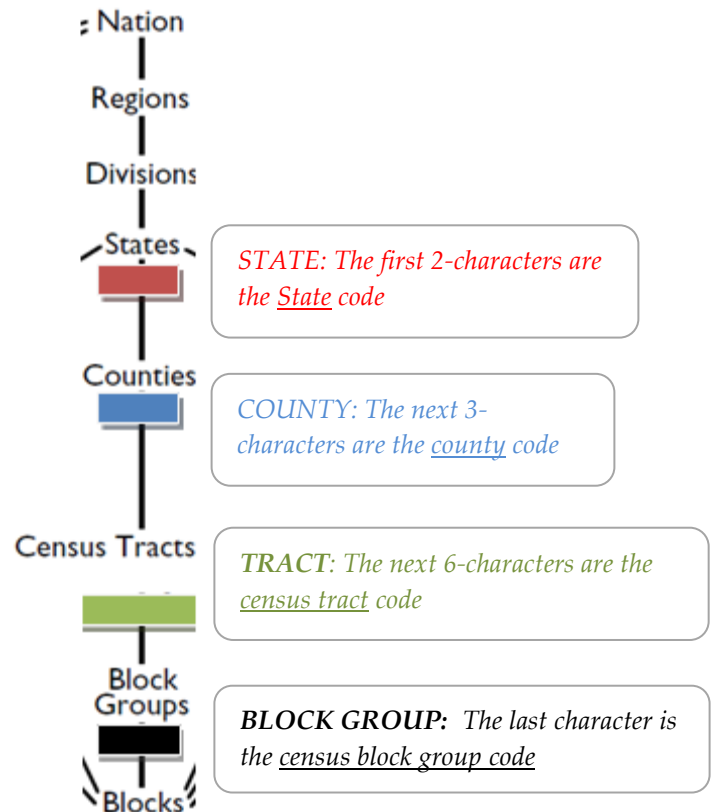 Nation
Regions
Divisions
States
STATE: The first 2-characters are
the State code
Counties
COUNTY: The next 3-
characters are the county code
Census Tracts
TRACT: The next 6-characters are the
census tract code
Block
Groups
BLOCK GROUP: The last character is
the census block group code
Blocks